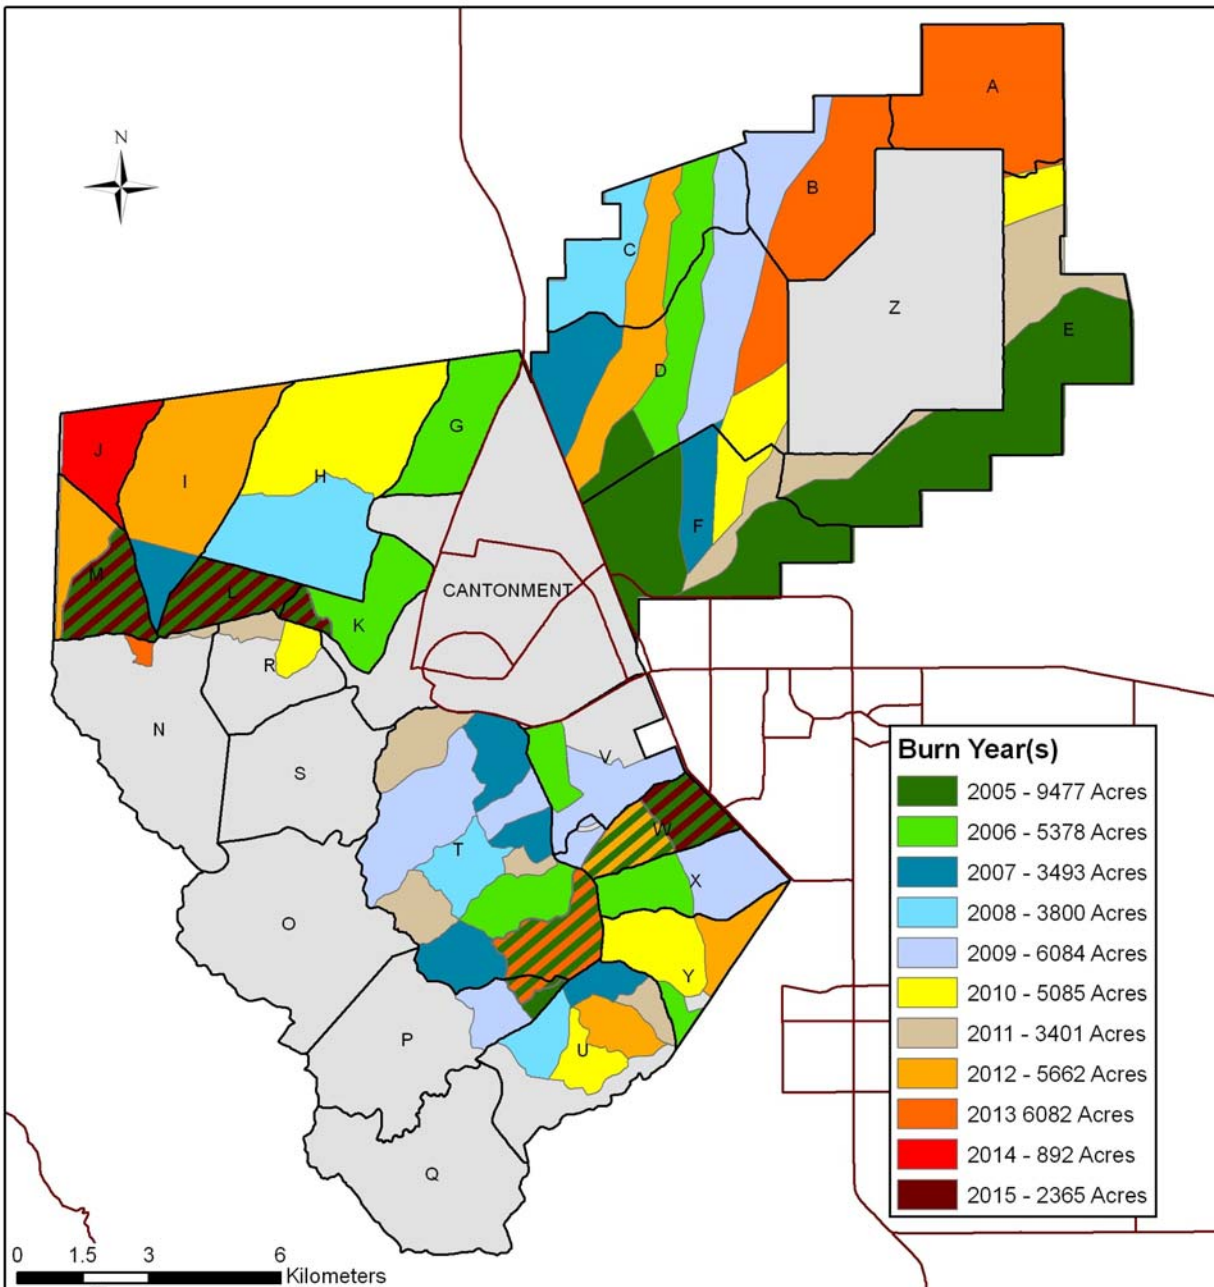 N
A
B
C
Z
E
D
J
G
I
H
F
M
L
K
CANTONMENT
R
N
S
V
T
W
X
O
Y
P
U
Q
Burn Year(s)
2005 - 9477 Acres
2006 - 5378 Acres
2007 - 3493 Acres
2008 - 3800 Acres
2009 - 6084 Acres
2010 - 5085 Acres
2011 - 3401 Acres
2012 - 5662 Acres
2013 6082 Acres
2014 - 892 Acres
2015 - 2365 Acres
0 1.5 3 6
Kilometers